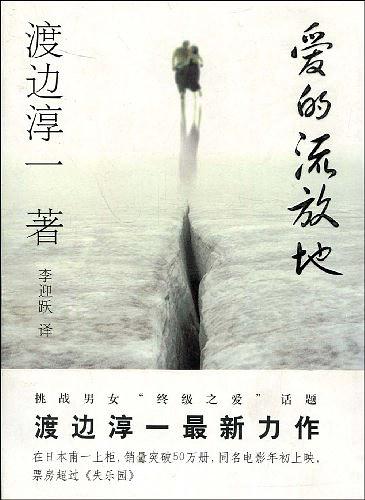 爱的流放地
渡边淳一 著
李迎跃 译
挑战男女“终级之爱”话题
渡边淳一最新力作
在日本甫一上柜，销量突破50万册，同名电影年初上映，
票房超过《失乐园》